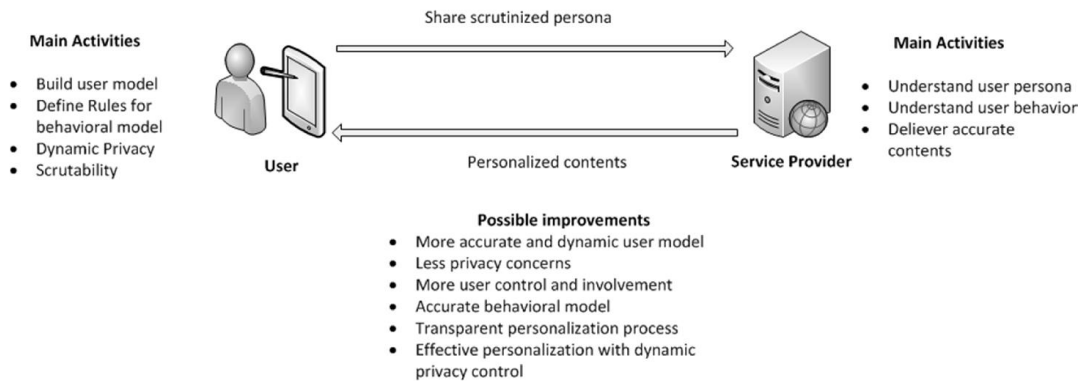 Share scrutinized persona
Main Activities
• Build user model
• Define Rules for
behavioral model
• Dynamic Privacy
• Scrutability
User
Personalized contents
Service Provider
Main Activities
• Understand user persona
• Understand user behavior
• Deliever accurate
contents
Possible improvements
• More accurate and dynamic user model
• Less privacy concerns
• More user control and involvement
• Accurate behavioral model
• Transparent personalization process
• Effective personalization with dynamic
privacy control